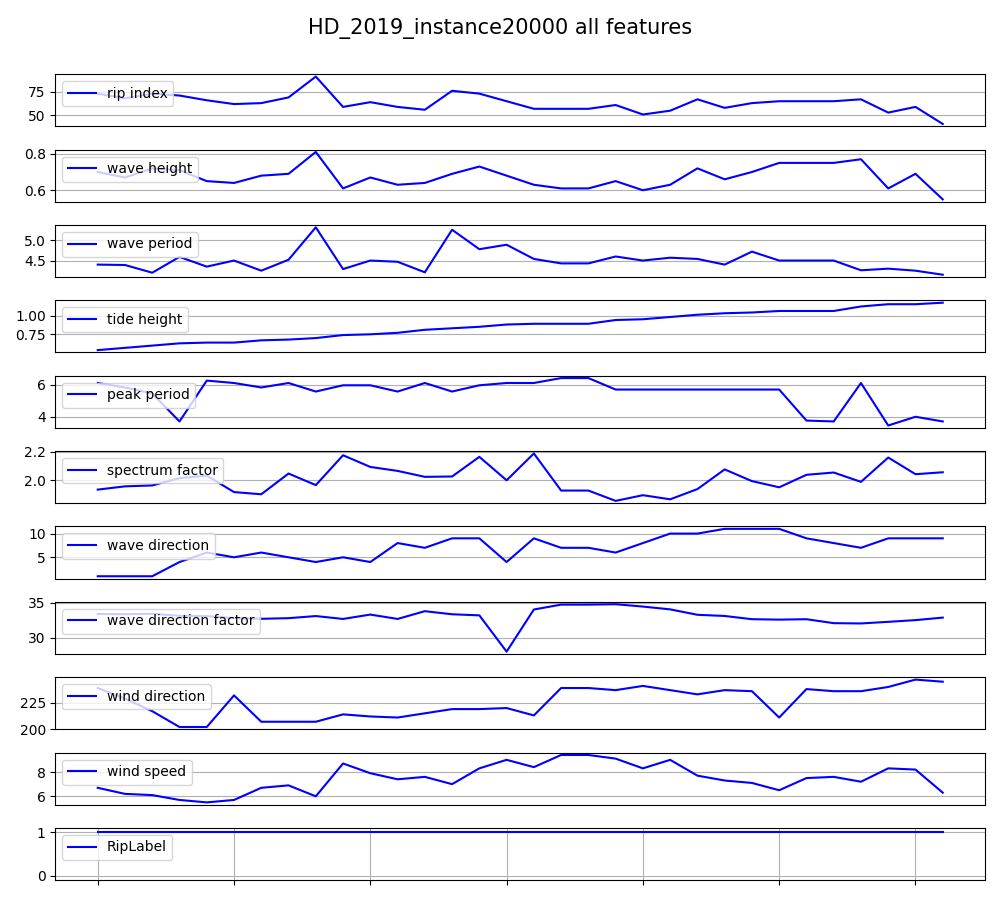 HD_2019_instance20000 all features
75
50
rip index
0.8
0.6
wave height
5.0
4.5
wave period
1.00
0.75
tide height
6
4
peak period
2.2
2.0
spectrum factor
10
5
wave direction
35
30
wave direction factor
225
200
wind direction
8
6
wind speed
1
0
RipLabel